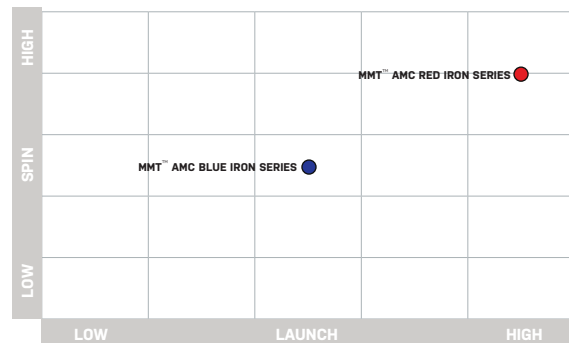 HIGH
MMT™ AMC RED IRON SERIES
SPIN
MMT™ AMC BLUE IRON SERIES
LOW
LOW LAUNCH HIGH